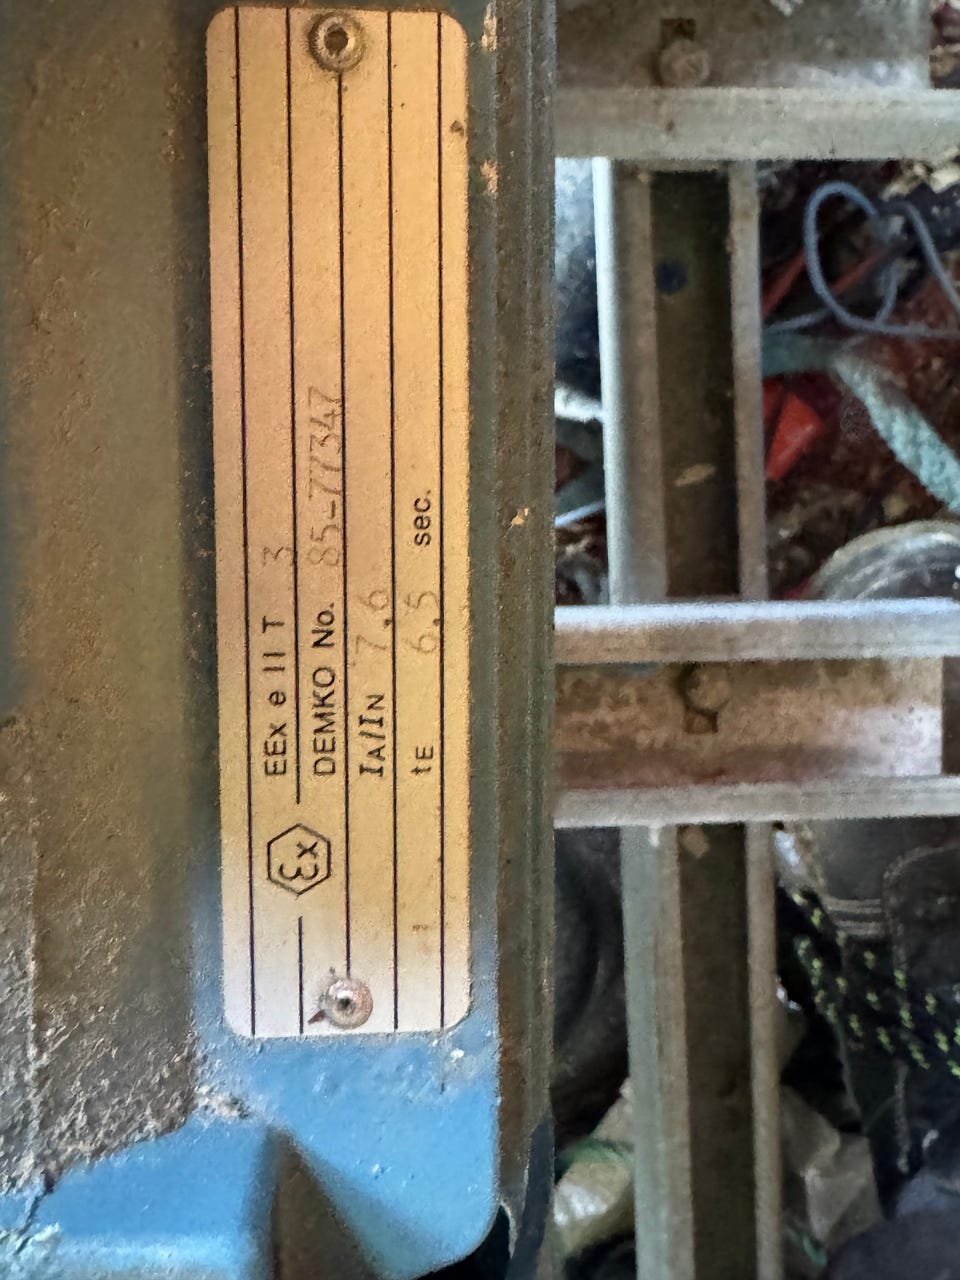 Ex EEx e II T 3
DEMKO No. 85-77347
IA/IN 7.6
tE 6.5 sec.